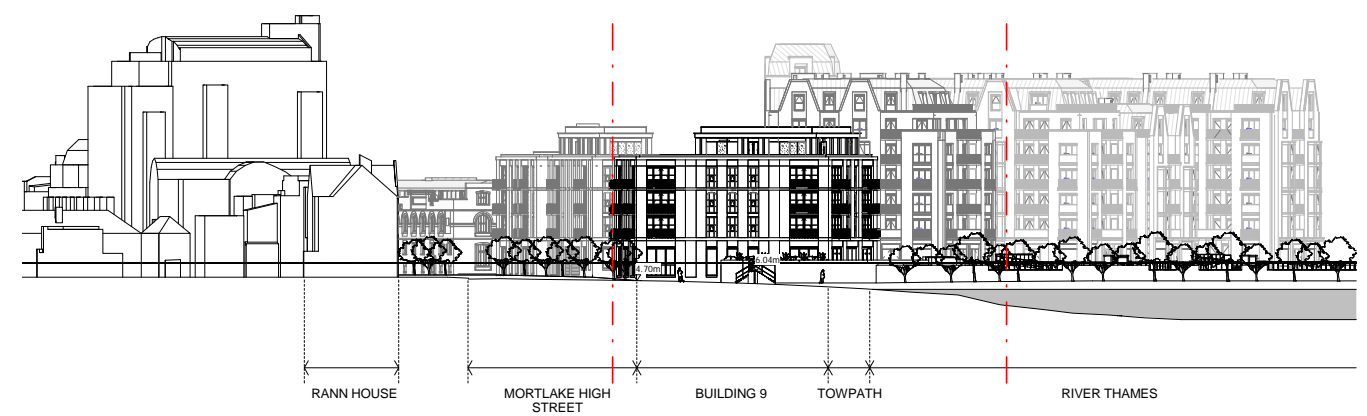 4.70m
6.04m
RANN HOUSE
MORTLAKE HIGH
STREET
BUILDING 9
TOWPATH
RIVER THAMES